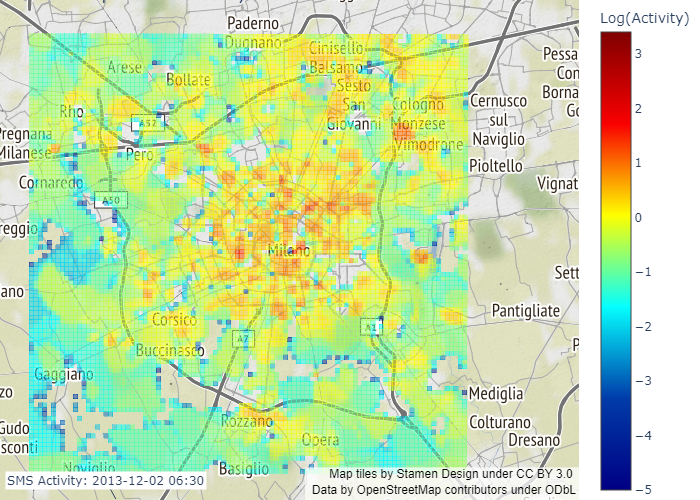 Paderno
Dugnano
Cinisello
Balsamo
Arese
Bollate
Sesto
San
Giovanni
Cologno
Monzese
Vimodrone
Cernusco
sul
Naviglio
Pioltello
Pessa
Con
Borna
Go
Rho
A52
Pregnana
Milanese
Pero
Cornaredo
A50
Vignat
reggio
Milano
Sett
ano
Pantigliate
Corsico
A1
A7
Buccinasco
P
Gaggiano
zo
Mediglia
Rozzano
Colturano
Dresano
Gudo
sconti
Opera
Noviglio
Basiglio
SMS Activity: 2013-12-02 06:30
Map tiles by Stamen Design under CC BY 3.0
Data by OpenStreetMap contributors under ODbL
Log(Activity)
3
2
1
0
−1
−2
−3
−4
−5